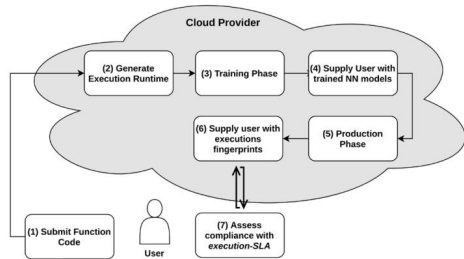 Cloud Provider
(2) Generate
Execution Runtime
(3) Training Phase
(4) Supply User with
trained NN models
(6) Supply user with
executions
fingerprints
(5) Production
Phase
(1) Submit Function
Code
User
(7) Assess
compliance with
execution-SLA